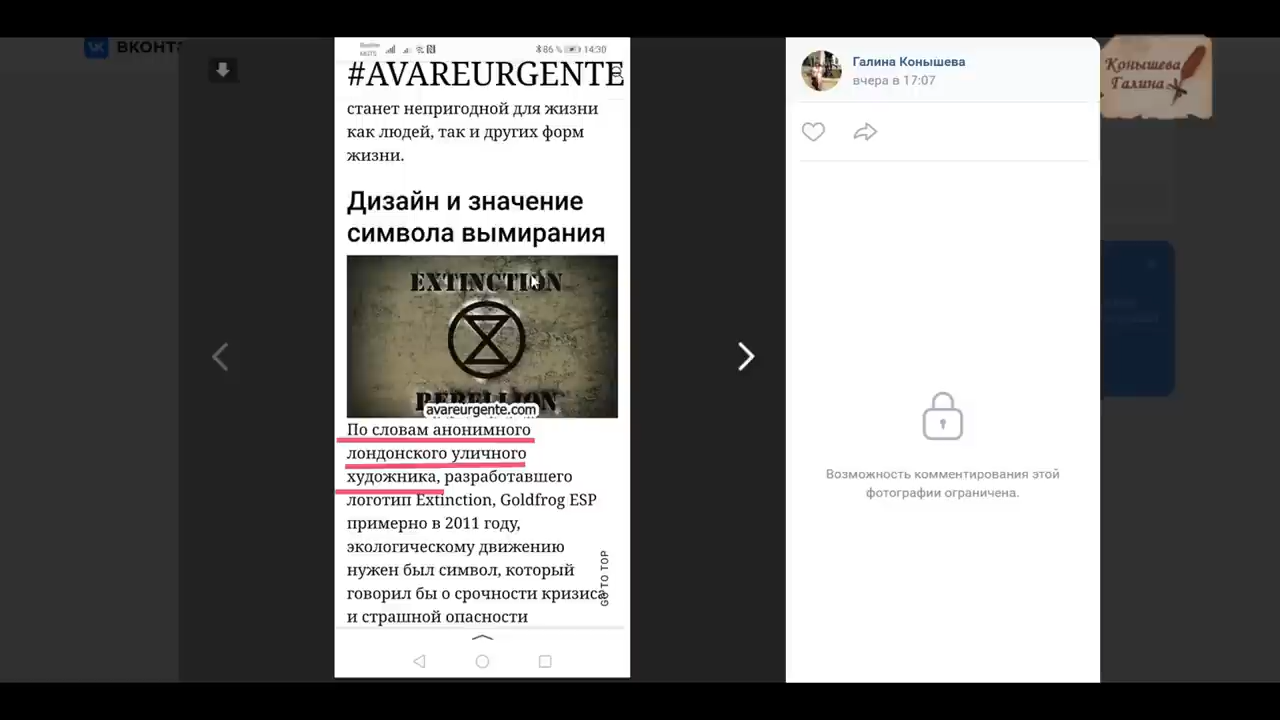 ВКОНТ
86 % 14:30
#AVAREURGENTE
станет непригодной для жизни
как людей, так и других форм
жизни.
Дизайн и значение
символа вымирания
EXTINCTION
REBELLION
avareurgente.com
По словам анонимного
лондонского уличного
художника, разработавшего
логотип Extinction, Goldfrog ESP
примерно в 2011 году,
экологическому движению
нужен был символ, который
говорил бы о срочности кризиса
и страшной опасности
GO TO TOP
Галина Конышева
вчера в 17:07
Возможность комментирования этой
фотографии ограничена.
Конышева
Галина